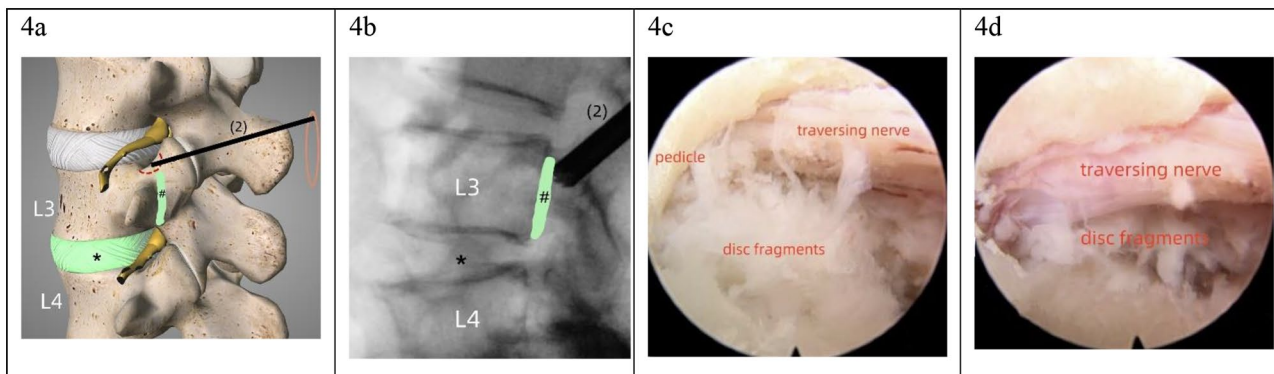 4a
4b
4c
4d
(2)
#
L3
*
L4
(2)
L3
#
*
L4
traversing nerve
pedicle
disc fragments
traversing nerve
disc fragments